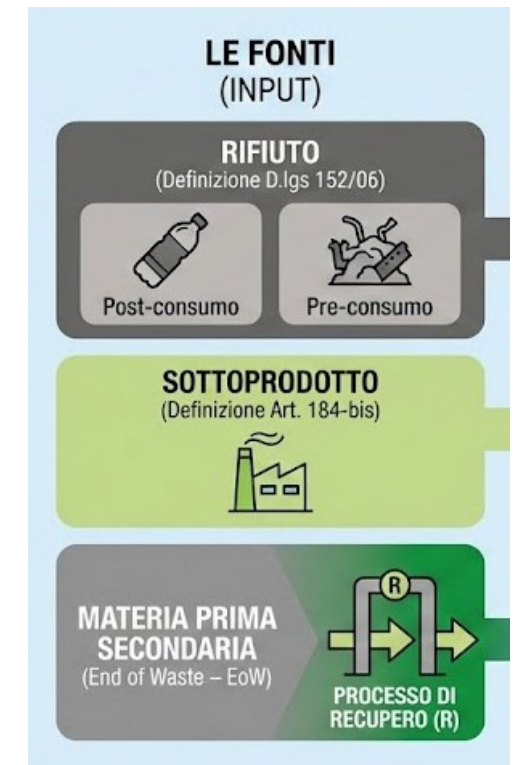 LE FONTI
(INPUT)
RIFIUTO
(Definizione D.lgs 152/06)
Post-consumo
Pre-consumo
SOTTOPRODOTTO
(Definizione Art. 184-bis)
MATERIA PRIMA
SECONDARIA
(End of Waste – EoW)
R
PROCESSO DI
RECUPERO (R)